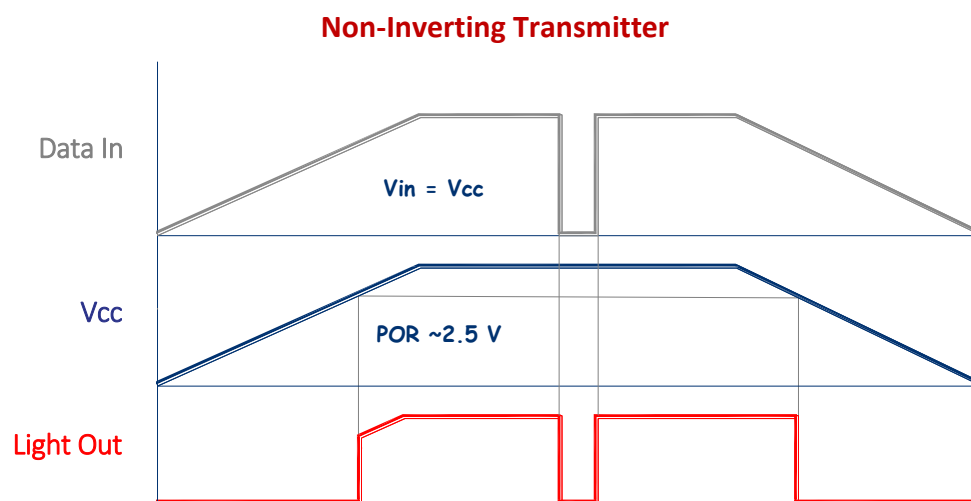 Non-Inverting Transmitter
Data In
Vin = Vcc
Vcc
POR ~2.5 V
Light Out